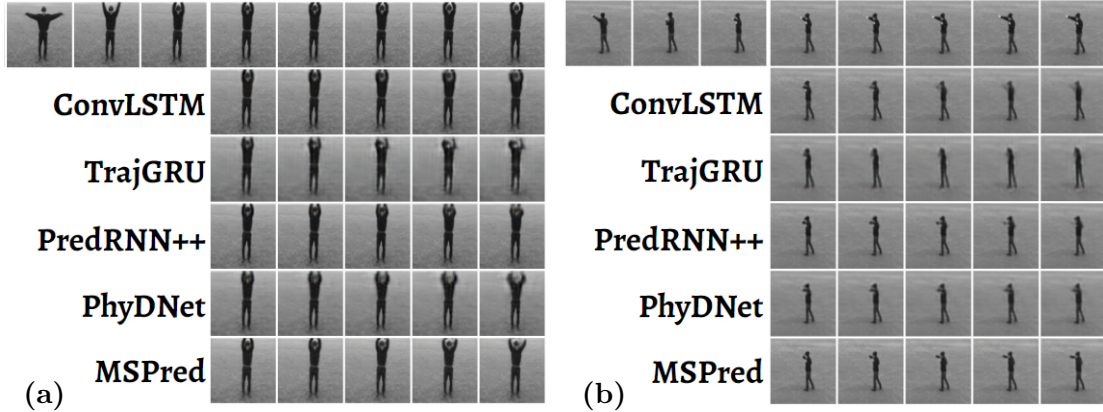 ConvLSTM
TrajGRU
PredRNN++
PhyDNet
MSPred
(a)
ConvLSTM
TrajGRU
PredRNN++
PhyDNet
MSPred
(b)